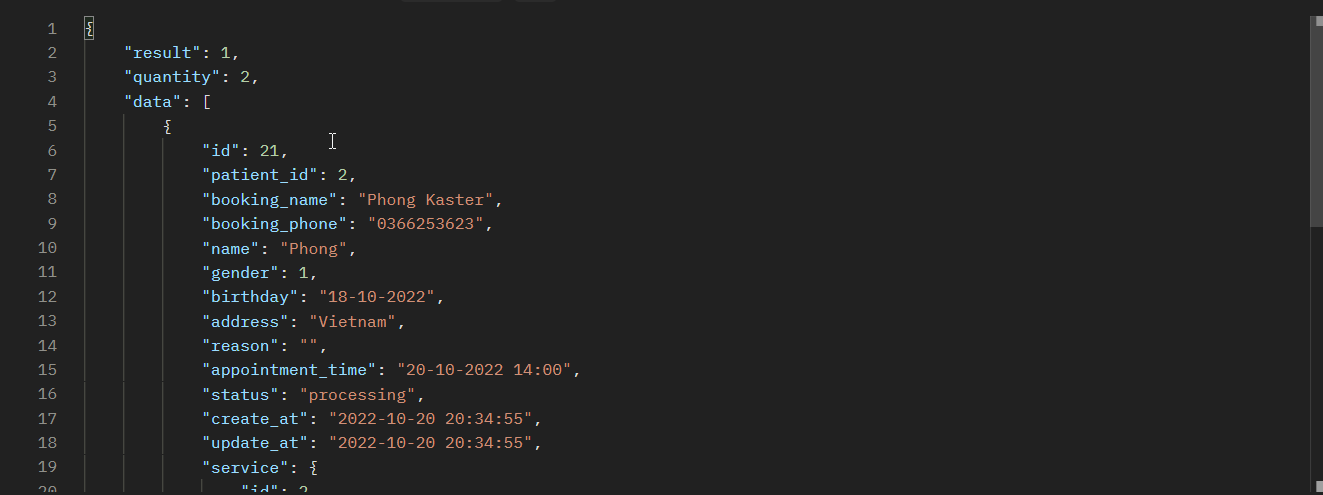 1 {
2 "result": 1,
3 "quantity": 2,
4 "data": [
5 {
6 "id": 21,
7 "patient_id": 2,
8 "booking_name": "Phong Kaster",
9 "booking_phone": "0366253623",
10 "name": "Phong",
11 "gender": 1,
12 "birthday": "18-10-2022",
13 "address": "Vietnam",
14 "reason": "",
15 "appointment_time": "20-10-2022 14:00",
16 "status": "processing",
17 "create_at": "2022-10-20 20:34:55",
18 "update_at": "2022-10-20 20:34:55",
19 "service": {
20 "id": 2